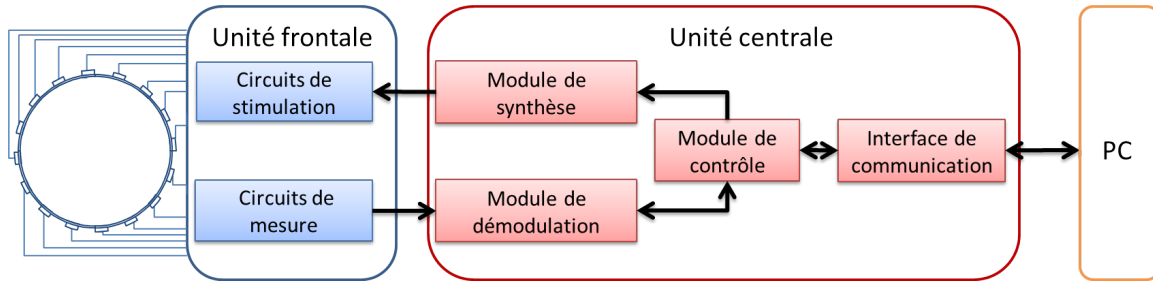 Unité frontale
Unité centrale
Circuits de
stimulation
Module de
synthèse
Module de
contrôle
Interface de
communication
PC
Circuits de
mesure
Module de
démodulation